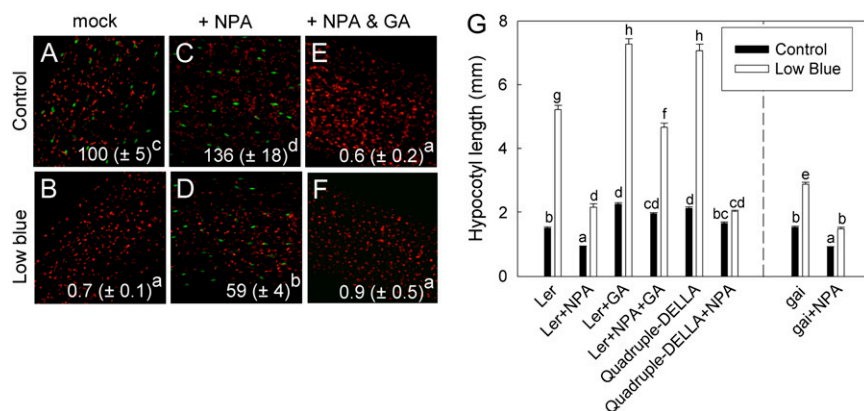 mock
+ NPA
+ NPA & GA
Control
Low blue
A
100 (± 5)c
C
136 (± 18)d
E
0.6 (± 0.2)a
B
0.7 (± 0.1)a
D
59 (± 4)b
F
0.9 (± 0.5)a
G
Hypocotyl length (mm)
8
6
4
2
0
Control
Low Blue
b
g
a
d
d
h
cd
f
d
h
bc
cd
b
e
a
b
Ler
Ler+NPA
Ler+GA
Ler+NPA+GA
Quadruple-DELLA
Quadruple-DELLA+NPA
gai
gai+NPA